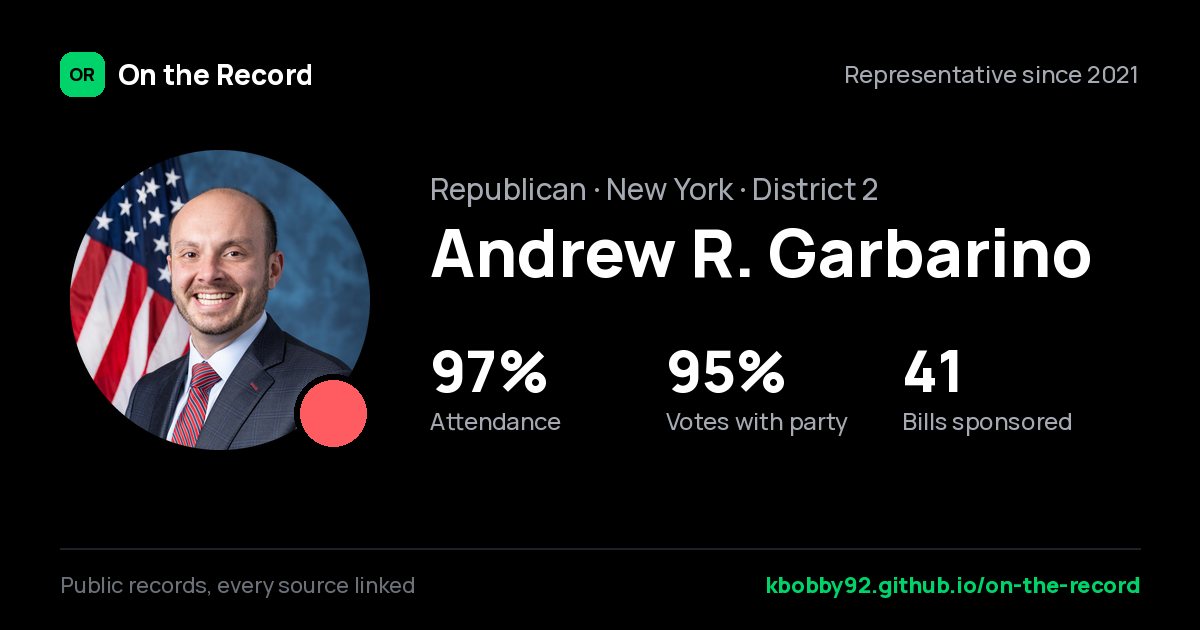 OR On the Record
Representative since 2021
Republican · New York · District 2
Andrew R. Garbarino
97% 95% 41
Attendance Votes with party Bills sponsored
Public records, every source linked
kbobby92.github.io/on-the-record